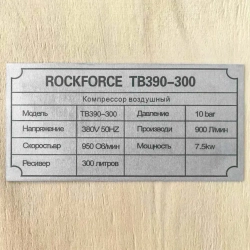 ROCKFORCE TB390-300
Компрессор воздушный
Модель TB390-300 Давление 10 bar
Напряжение 380V 50HZ Производи 900 Л/мин
Скоростьвр 950 Об/мин Мощность 7.5kw
Ресивер 300 литров